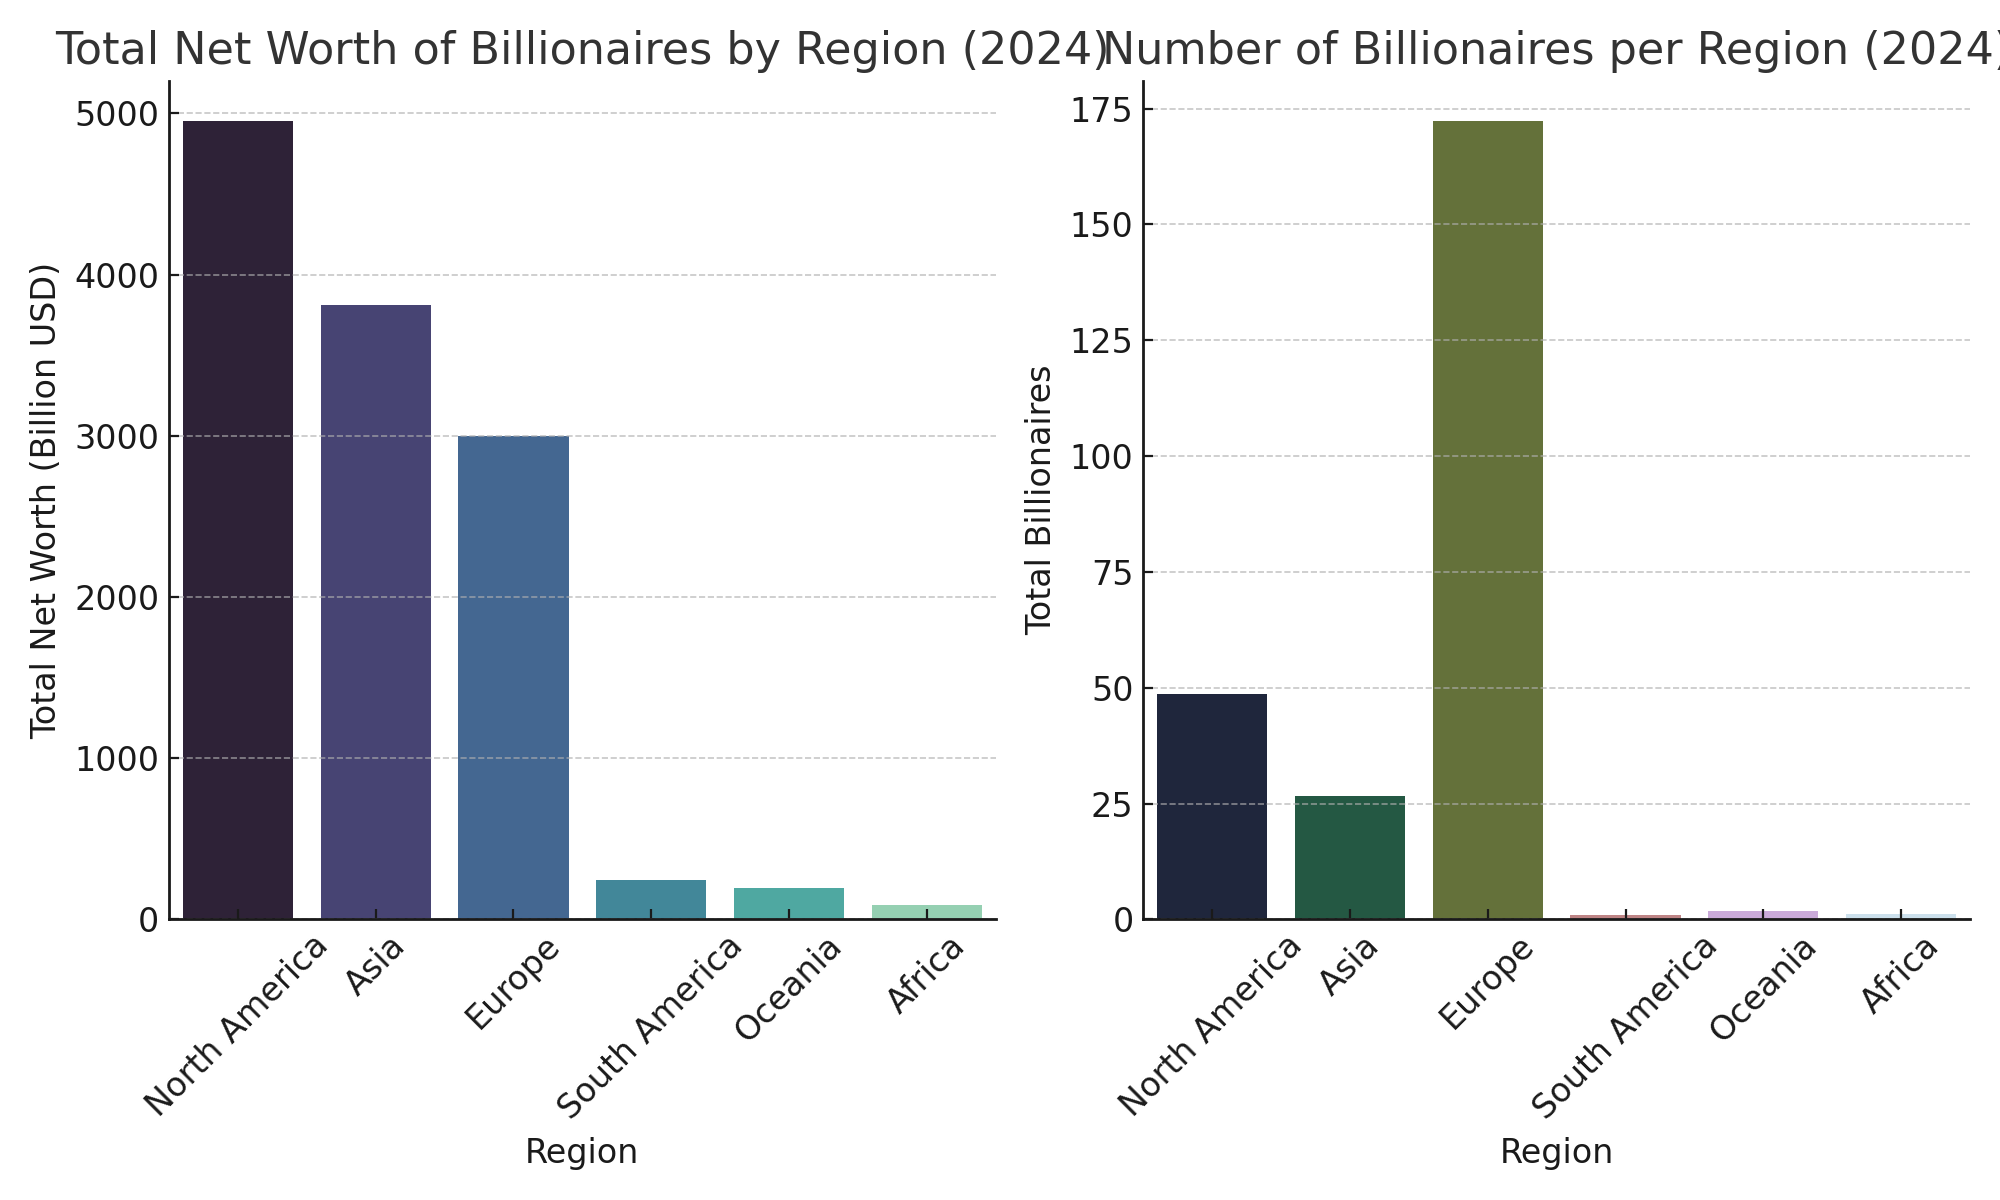 Total Net Worth of Billionaires by Region (2024)
5000
4000
3000
2000
1000
0
Total Net Worth (Billion USD)
North America
Asia
Europe
South America
Oceania
Africa
Region
Number of Billionaires per Region (2024)
175
150
125
100
75
50
25
0
Total Billionaires
North America
Asia
Europe
South America
Oceania
Africa
Region